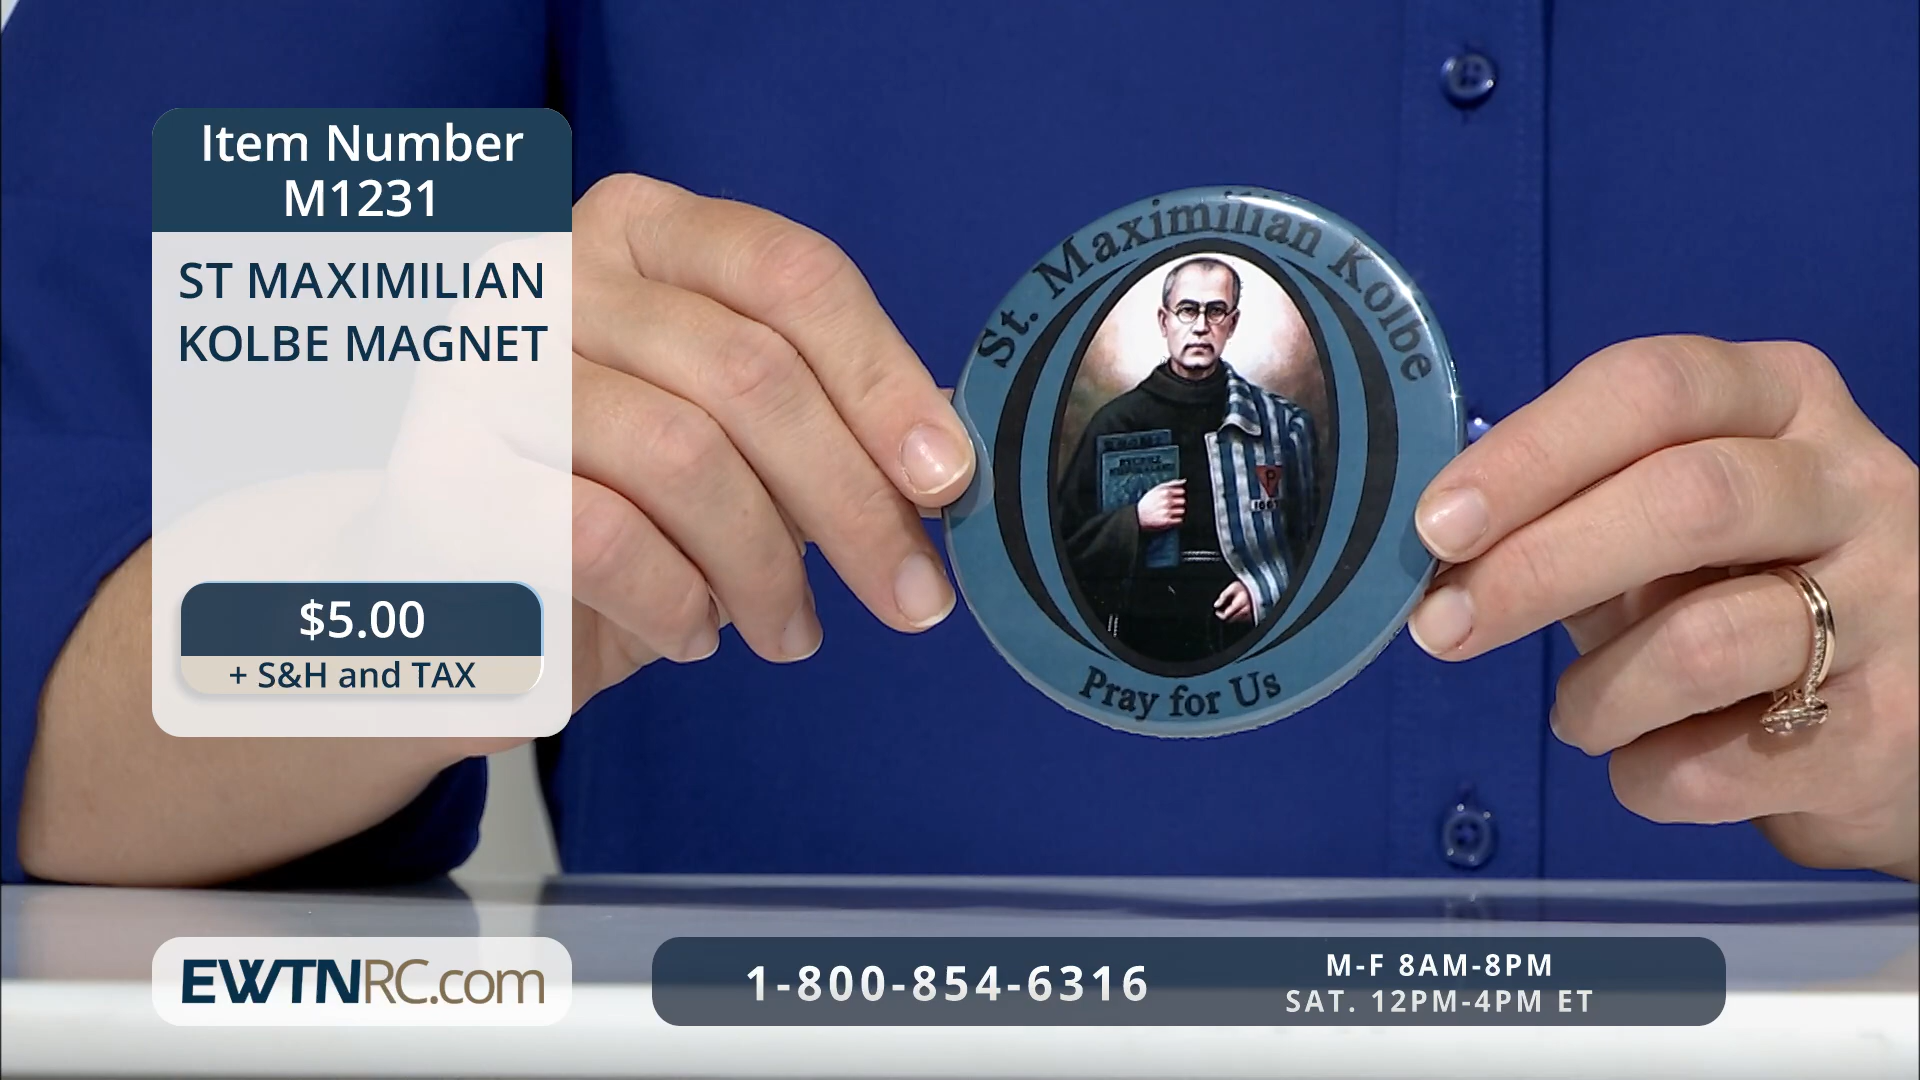 Item Number
M1231
ST MAXIMILIAN
KOLBE MAGNET
$5.00
+ S&H and TAX
St. Maximilian Kolbe
RYCERZ
P
Pray for Us
EWTNRC.com
1-800-854-6316
M-F 8AM-8PM
SAT. 12PM-4PM ET